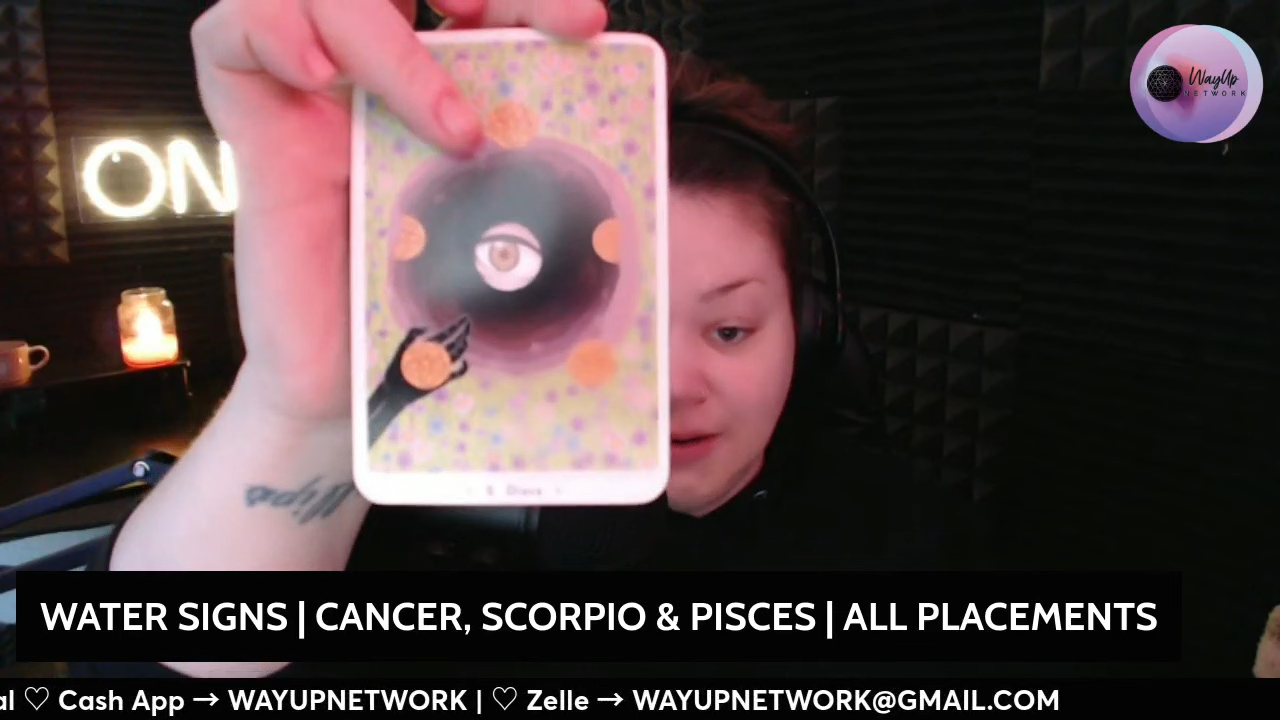 WayUp
NETWORK
ON
WATER SIGNS | CANCER, SCORPIO & PISCES | ALL PLACEMENTS
al ♡ Cash App → WAYUPNETWORK | ♡ Zelle → WAYUPNETWORK@GMAIL.COM